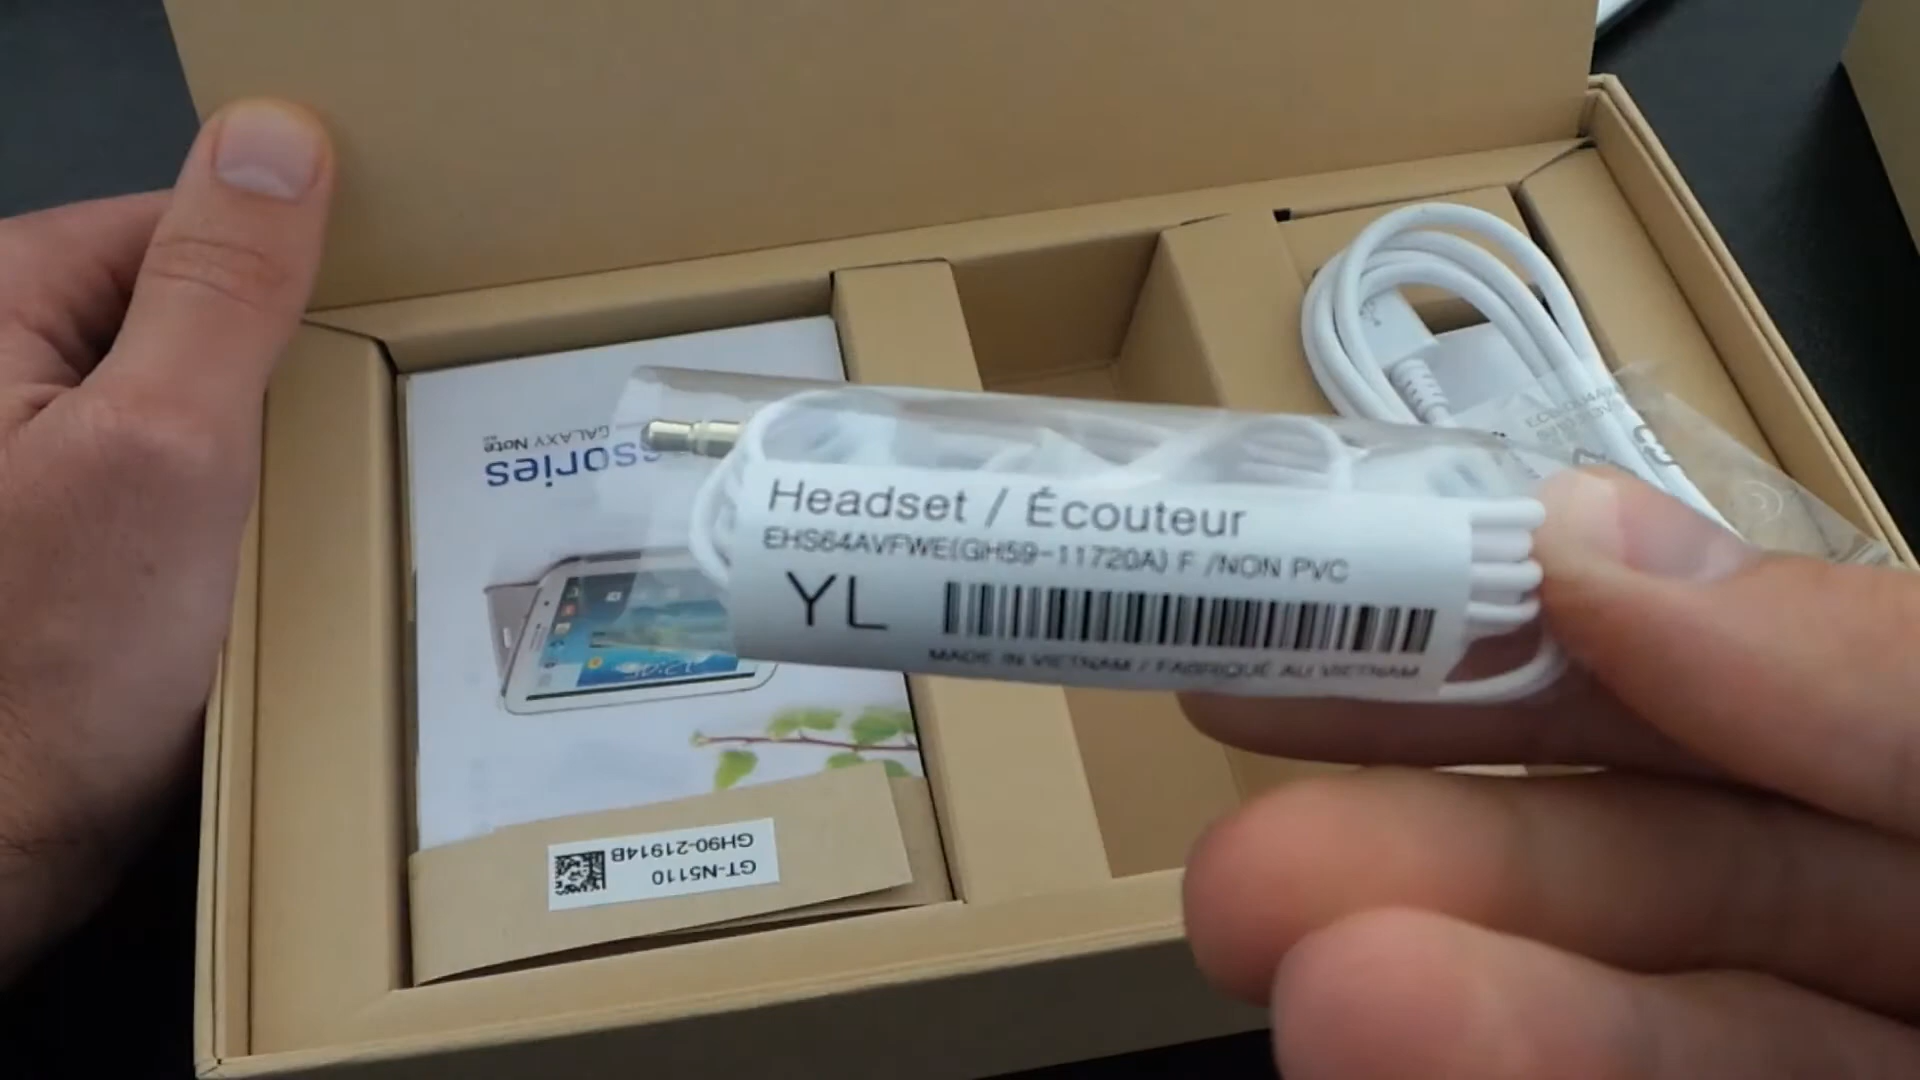 Headset / Écouteur
EHS64AVFWE(GH59-11720A) F /NON PVC
YL
MADE IN VIETNAM / FABRIQUÉ AU VIETNAM
GALAXY Note
ssories
GT-N5110
GH90-21914B